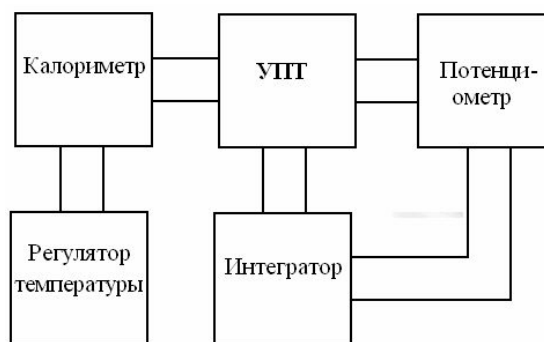 Калориметр
УПТ
Потенци-
ометр
Регулятор
температуры
Интегратор